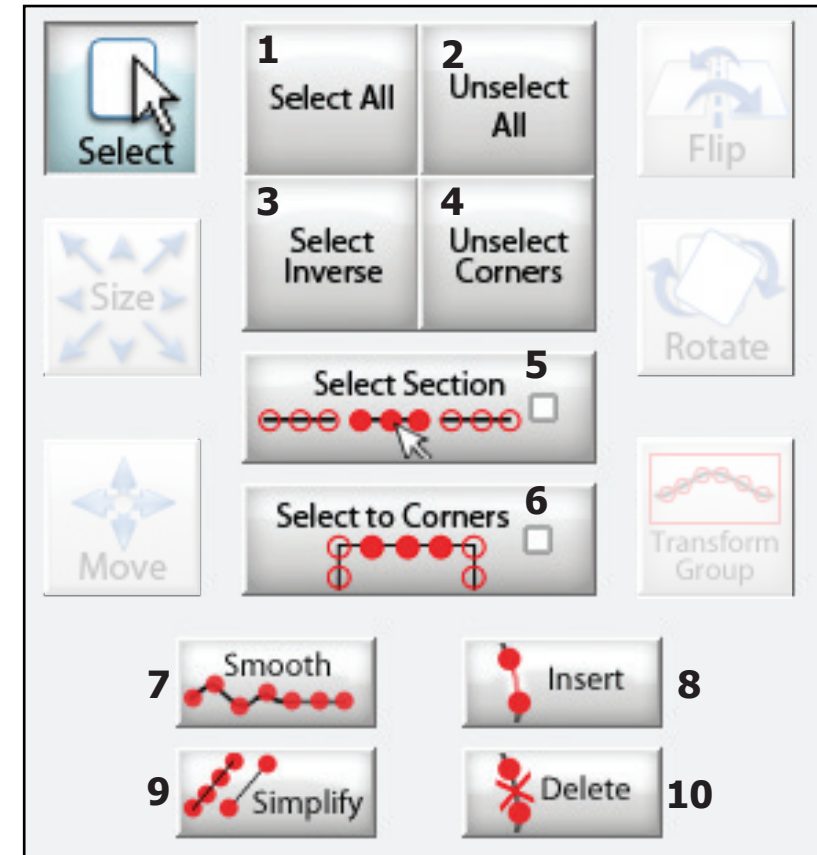 Select
1
Select All
2
Unselect
All
Flip
Size
3
Select
Inverse
4
Unselect
Corners
Rotate
Select Section
5
Move
Select to Corners
6
Transform
Group
7
Smooth
Insert
8
9
Simplify
Delete
10